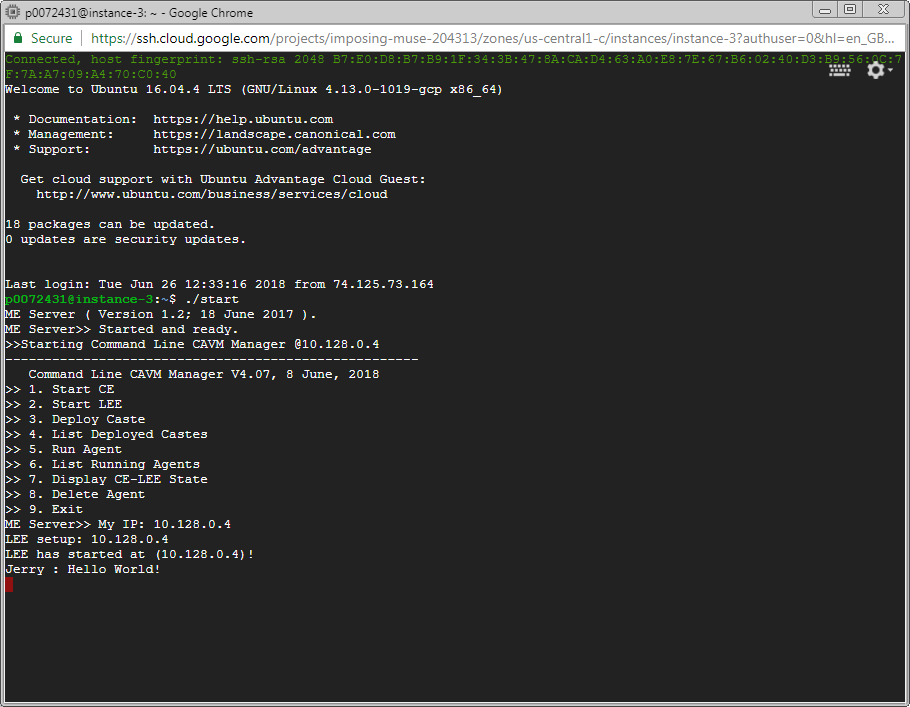 p0072431@instance-3: ~ - Google Chrome
Secure https://ssh.cloud.google.com/projects/imposing-muse-204313/zones/us-central1-c/instances/instance-3?authuser=0&hl=en_GB...
Connected, host fingerprint: ssh-rsa 2048 B7:E0:D8:B7:B9:1F:34:3B:47:8A:CA:D4:63:A0:E8:7E:67:B6:02:40:D3:B9:56:0C:7
F:7A:A7:09:A4:70:C0:40
Welcome to Ubuntu 16.04.4 LTS (GNU/Linux 4.13.0-1019-gcp x86_64)
* Documentation: https://help.ubuntu.com
* Management: https://landscape.canonical.com
* Support: https://ubuntu.com/advantage
Get cloud support with Ubuntu Advantage Cloud Guest:
http://www.ubuntu.com/business/services/cloud
18 packages can be updated.
0 updates are security updates.
Last login: Tue Jun 26 12:33:16 2018 from 74.125.73.164
p0072431@instance-3:~$ ./start
ME Server ( Version 1.2; 18 June 2017 ).
ME Server>> Started and ready.
>>Starting Command Line CAVM Manager @10.128.0.4
-----------------------------------------------------
Command Line CAVM Manager V4.07, 8 June, 2018
>> 1. Start CE
>> 2. Start LEE
>> 3. Deploy Caste
>> 4. List Deployed Castes
>> 5. Run Agent
>> 6. List Running Agents
>> 7. Display CE-LEE State
>> 8. Delete Agent
>> 9. Exit
ME Server>> My IP: 10.128.0.4
LEE setup: 10.128.0.4
LEE has started at (10.128.0.4)!
Jerry : Hello World!